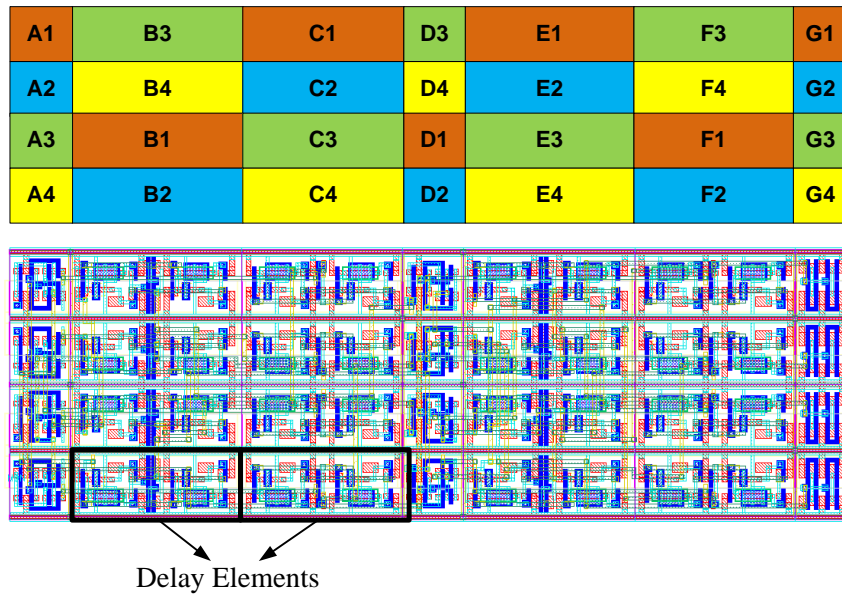 A1 B3 C1 D3 E1 F3 G1
A2 B4 C2 D4 E2 F4 G2
A3 B1 C3 D1 E3 F1 G3
A4 B2 C4 D2 E4 F2 G4
Delay Elements